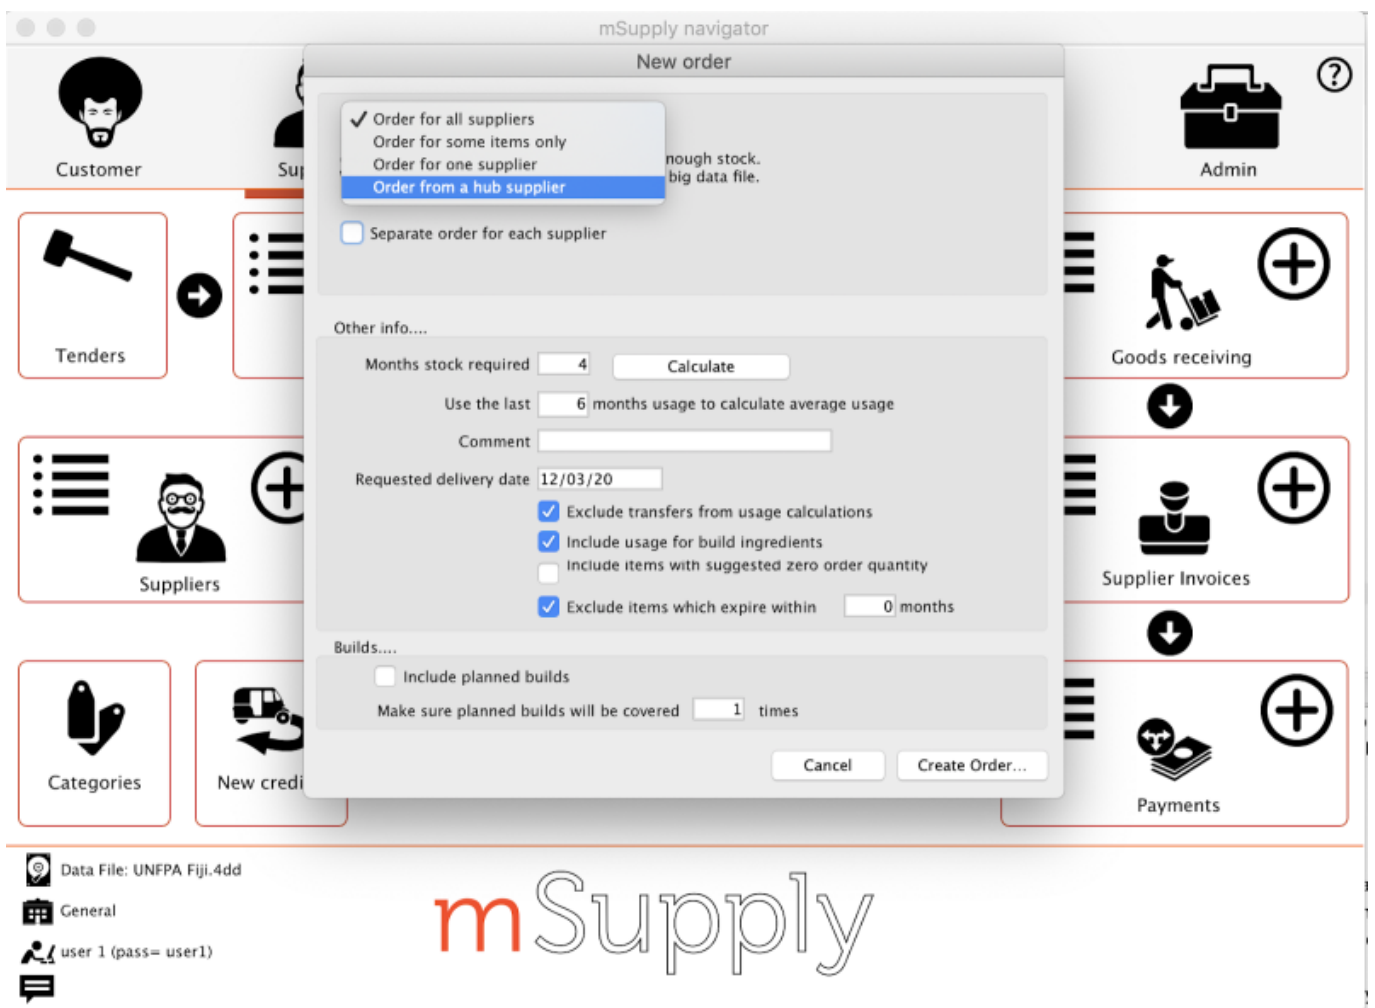 mSupply navigator
New order
Customer
Sup
Admin
Order for all suppliers
Order for some items only
Order for one supplier
Order from a hub supplier
nough stock.
big data file.
Separate order for each supplier
Tenders
Goods receiving
Other info....
Months stock required 4 Calculate
Use the last 6 months usage to calculate average usage
Comment
Requested delivery date 12/03/20
Exclude transfers from usage calculations
Include usage for build ingredients
Include items with suggested zero order quantity
Exclude items which expire within 0 months
Suppliers
Supplier Invoices
Builds....
Include planned builds
Make sure planned builds will be covered 1 times
Cancel
Create Order...
Categories
New credi
Payments
Data File: UNFPA Fiji.4dd
General
user 1 (pass= user1)
mSupply